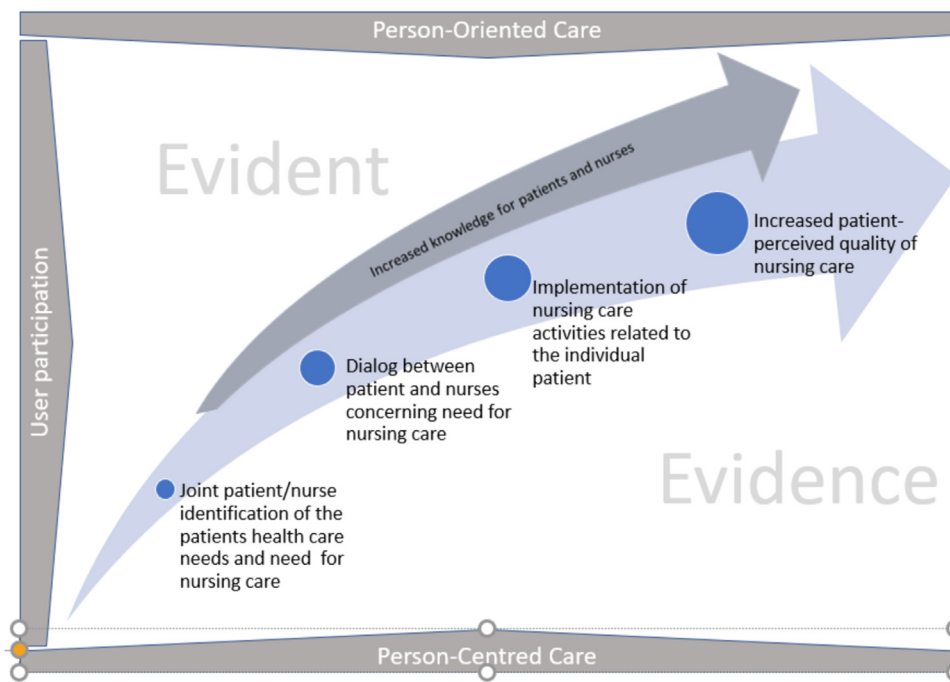 Person-Oriented Care
Evident
Increased knowledge for patients and nurses
User participation
Increased patient-
perceived quality of
nursing care
Implementation of
nursing care
activities related to
the individual
patient
Dialog between
patient and nurses
concerning need for
nursing care
Evidence
Joint patient/nurse
identification of the
patients health care
needs and need for
nursing care
Person-Centred Care